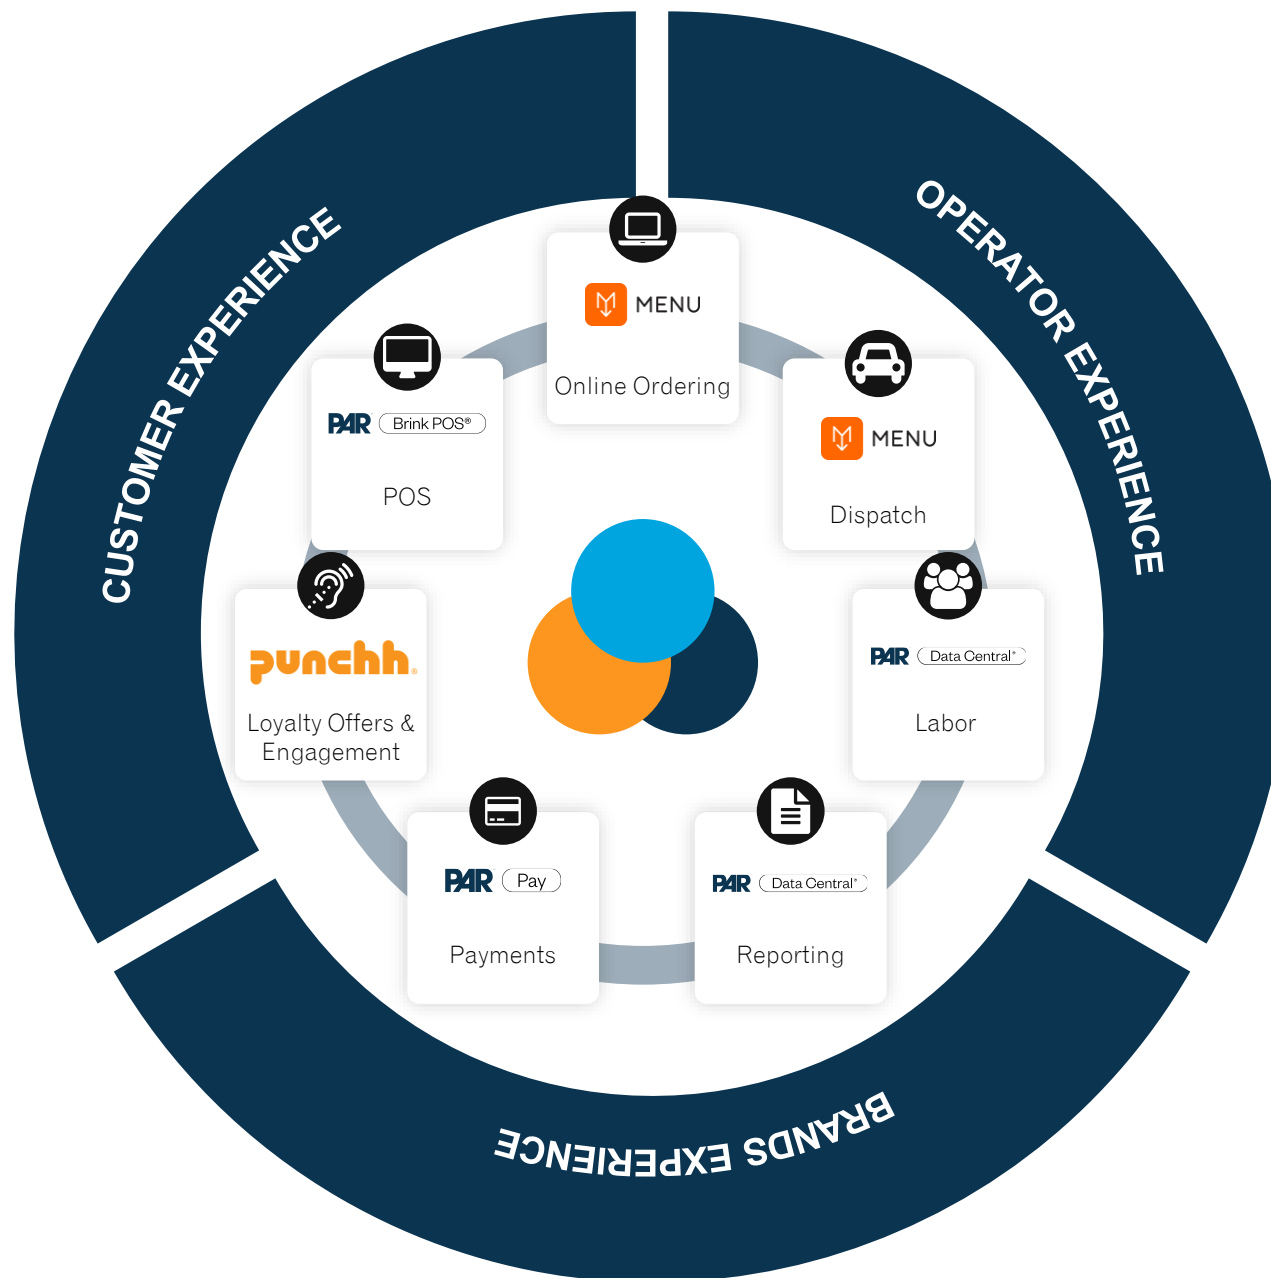 CUSTOMER EXPERIENCE
OPERATOR EXPERIENCE
MENU
Online Ordering
PAR Brink POS®
POS
MENU
Dispatch
punchh®
Loyalty Offers &
Engagement
PAR Data Central®
Labor
PAR Pay
Payments
PAR Data Central®
Reporting
BRANDS EXPERIENCE